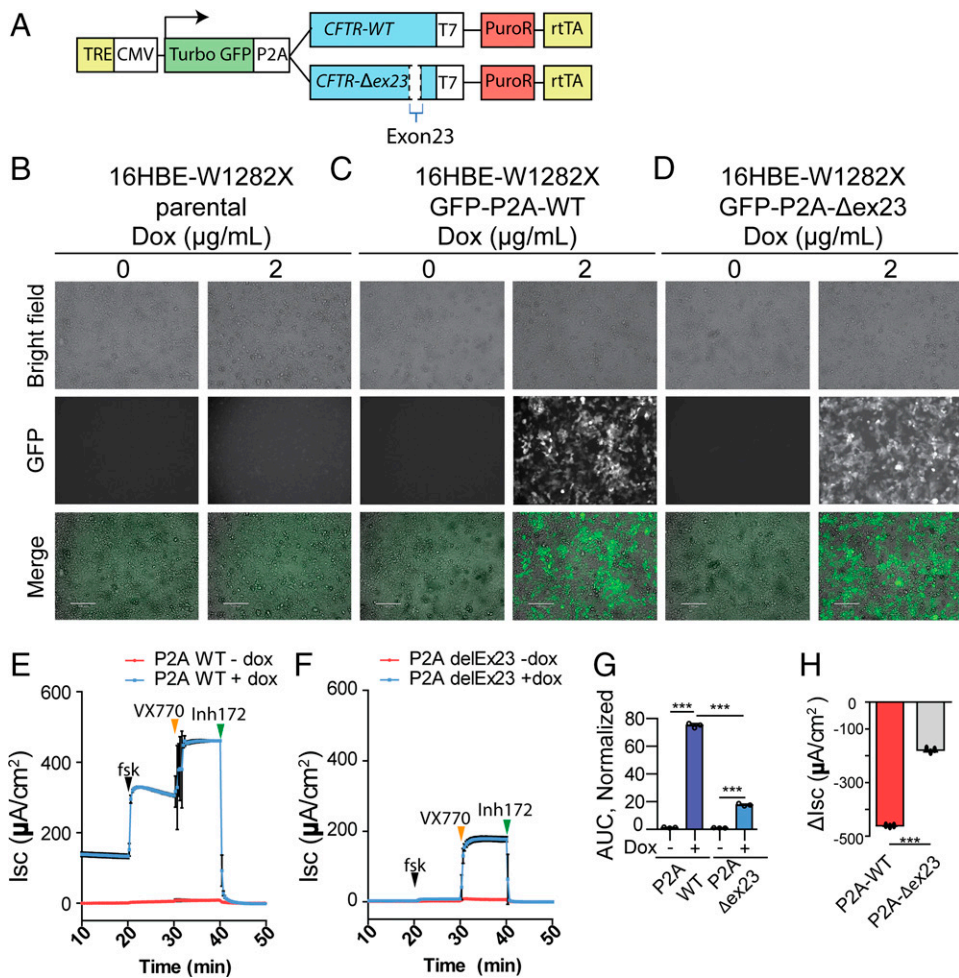 A
TRE CMV Turbo GFP P2A CFTR-WT T7 PuroR rtTA
CFTR-Δex23 T7 PuroR rtTA
Exon23
B
16HBE-W1282X
parental
Dox (µg/mL)
0 2
C
16HBE-W1282X
GFP-P2A-WT
Dox (µg/mL)
0 2
D
16HBE-W1282X
GFP-P2A-Δex23
Dox (µg/mL)
0 2
Bright field
GFP
Merge
E
P2A WT - dox
P2A WT + dox
VX770
Inh172
fsk
Isc (µA/cm²)
600
400
200
0
10 20 30 40 50
Time (min)
F
P2A delEx23 -dox
P2A delEx23 +dox
VX770
Inh172
fsk
Isc (µA/cm²)
600
400
200
0
10 20 30 40 50
Time (min)
G
*** ***
***
AUC, Normalized
80
60
40
20
0
Dox - + - +
P2A WT
P2A Δex23
H
ΔIsc (µA/cm²)
0
-100
-200
-300
-400
-500
***
P2A-WT
P2A-Δex23